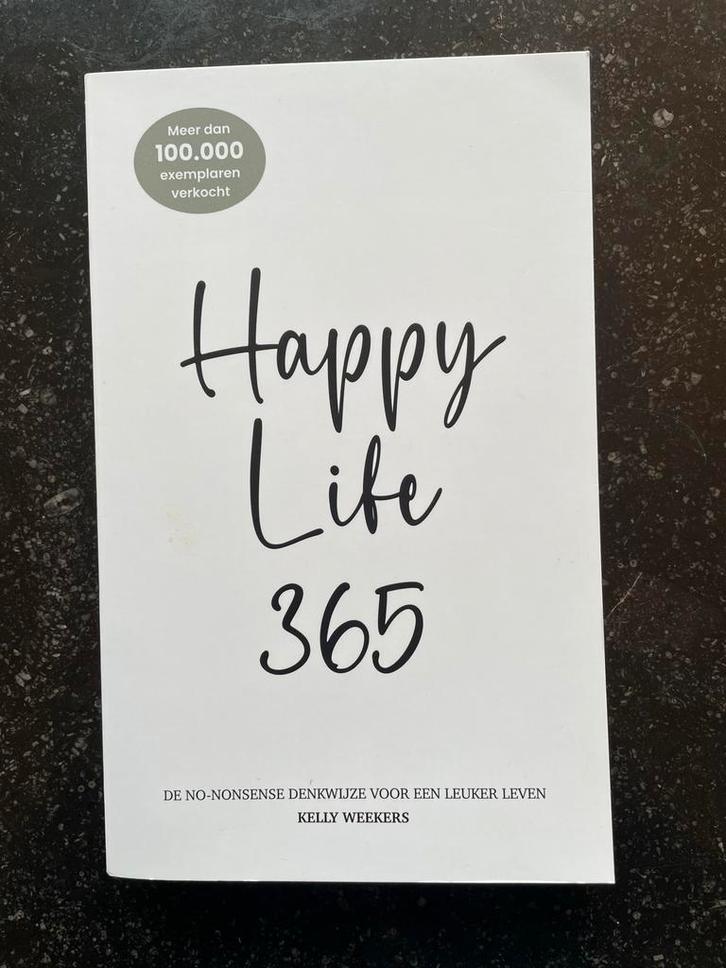 Meer dan
100.000
exemplaren
verkocht
Happy
Life
365
DE NO-NONSENSE DENKWIJZE VOOR EEN LEUKER LEVEN
KELLY WEEKERS